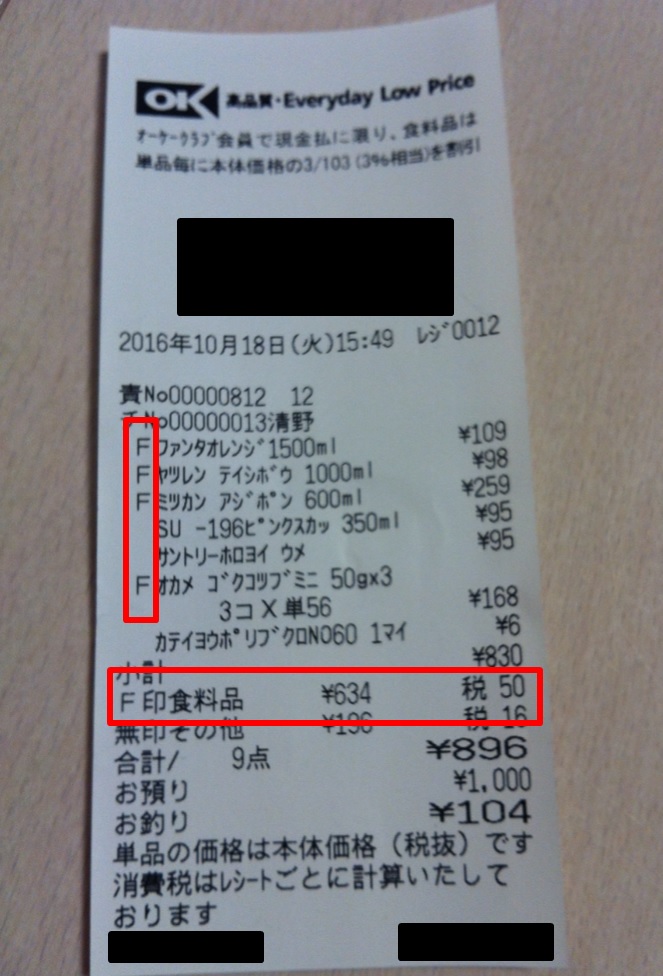 OK 高品質・Everyday Low Price
オーケークラブ会員で現金払に限り、食料品は
単品毎に本体価格の3/103 (3%相当)を割引
2016年10月18日(火)15:49 レジ0012
責No00000812 12
No00000013清野
F ファンタオレンジ1500ml ¥109
F ヤツレン テイシボウ 1000ml ¥98
F ミツカン アジポン 600ml ¥259
SU -196ピンクスカッ 350ml ¥95
サントリーホロヨイ ウメ ¥95
F オカメ ゴクコツブミニ 50gx3
3コ X 単56 ¥168
カテイヨウポリブクロNO60 1マイ ¥6
小計 ¥830
F印食料品 ¥634 税 50
無印その他 ¥196 税 16
合計/ 9点 ¥896
お預り ¥1,000
お釣り ¥104
単品の価格は本体価格(税抜)です
消費税はレシートごとに計算いたして
おります